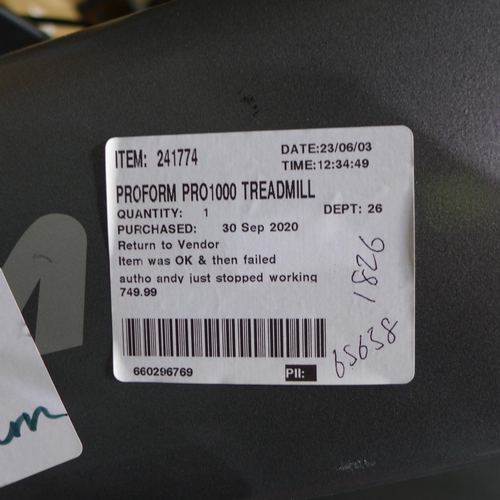 ITEM: 241774 DATE:23/06/03
TIME:12:34:49
PROFORM PRO1000 TREADMILL
QUANTITY: 1 DEPT: 26
PURCHASED: 30 Sep 2020
Return to Vendor
Item was OK & then failed
autho andy just stopped working
749.99
1826
65638
660296769 PII:
M